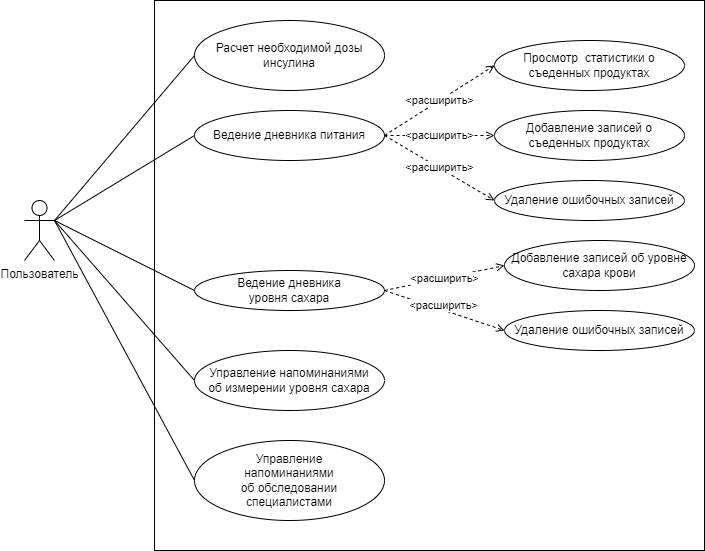 Расчет необходимой дозы
инсулина
Просмотр статистики о
съеденных продуктах
<расширить>
Ведение дневника питания
<расширить>
Добавление записей о
съеденных продуктах
<расширить>
Удаление ошибочных записей
Пользователь
Ведение дневника
уровня сахара
<расширить>
Добавление записей об уровне
сахара крови
<расширить>
Удаление ошибочных записей
Управление напоминаниями
об измерении уровня сахара
Управление
напоминаниями
об обследовании
специалистами